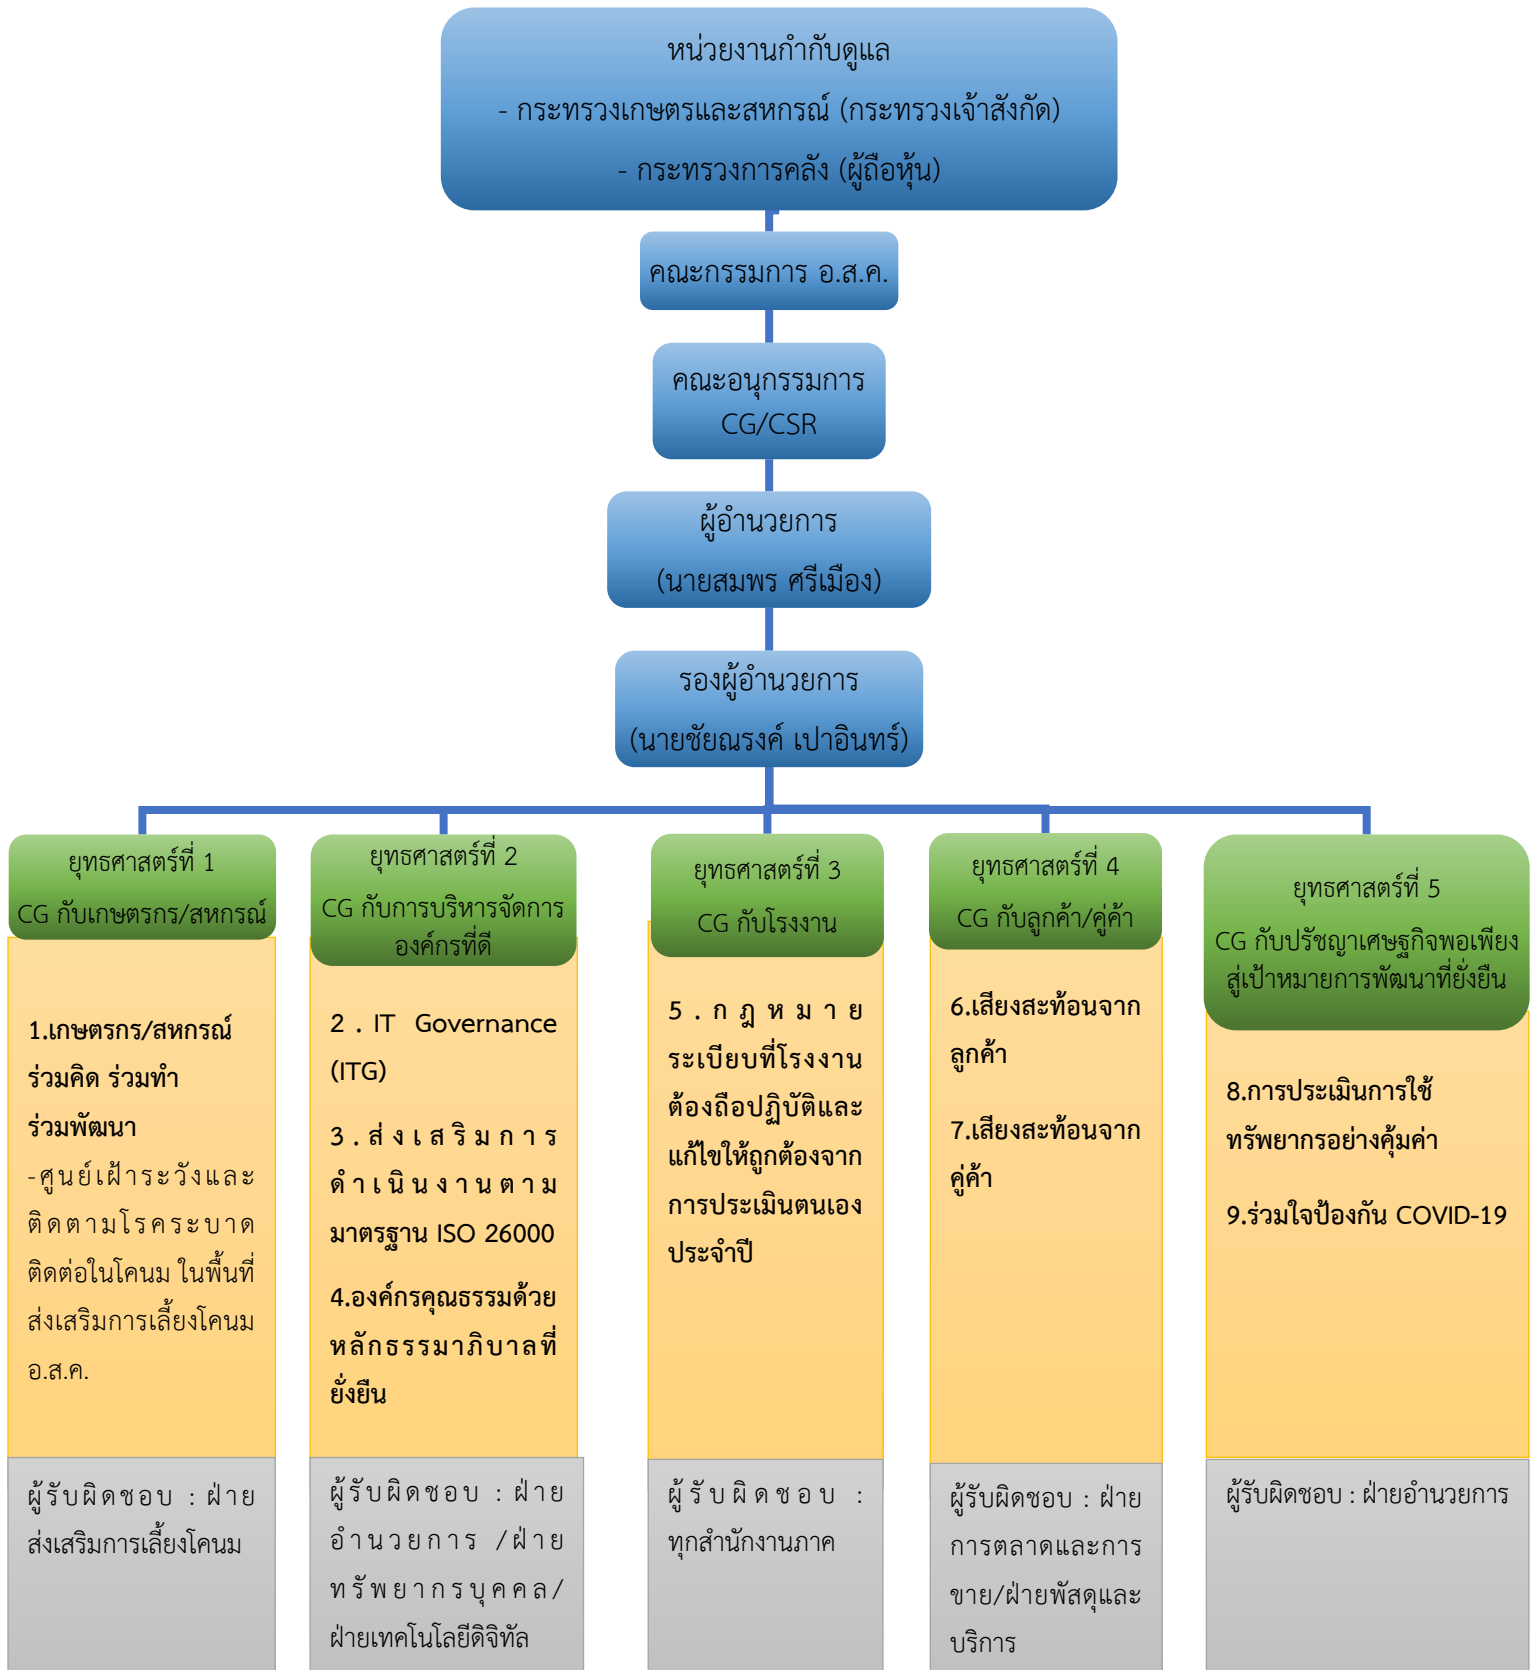 หน่วยงานกำกับดูแล
- กระทรวงเกษตรและสหกรณ์ (กระทรวงเจ้าสังกัด)
- กระทรวงการคลัง (ผู้ถือหุ้น)
คณะกรรมการ อ.ส.ค.
คณะอนุกรรมการ
CG/CSR
ผู้อำนวยการ
(นายสมพร ศรีเมือง)
รองผู้อำนวยการ
(นายชัยณรงค์ เปาอินทร์)
ยุทธศาสตร์ที่ 1
CG กับเกษตรกร/สหกรณ์
1.เกษตรกร/สหกรณ์
ร่วมคิด ร่วมทำ
ร่วมพัฒนา
-ศูนย์เฝ้าระวังและ
ติดตามโรคระบาด
ติดต่อในโคนม ในพื้นที่
ส่งเสริมการเลี้ยงโคนม
อ.ส.ค.
ผู้รับผิดชอบ : ฝ่าย
ส่งเสริมการเลี้ยงโคนม
ยุทธศาสตร์ที่ 2
CG กับการบริหารจัดการ
องค์กรที่ดี
2. IT Governance
(ITG)
3.ส่งเสริมการ
ดำเนินงานตาม
มาตรฐาน ISO 26000
4.องค์กรคุณธรรมด้วย
หลักธรรมาภิบาลที่
ยั่งยืน
ผู้รับผิดชอบ : ฝ่าย
อำนวยการ /ฝ่าย
ทรัพยากรบุคคล/
ฝ่ายเทคโนโลยีดิจิทัล
ยุทธศาสตร์ที่ 3
CG กับโรงงาน
5.กฎหมาย
ระเบียบที่โรงงาน
ต้องถือปฏิบัติและ
แก้ไขให้ถูกต้องจาก
การประเมินตนเอง
ประจำปี
ผู้รับผิดชอบ :
ทุกสำนักงานภาค
ยุทธศาสตร์ที่ 4
CG กับลูกค้า/คู่ค้า
6.เสียงสะท้อนจาก
ลูกค้า
7.เสียงสะท้อนจาก
คู่ค้า
ผู้รับผิดชอบ : ฝ่าย
การตลาดและการ
ขาย/ฝ่ายพัสดุและ
บริการ
ยุทธศาสตร์ที่ 5
CG กับปรัชญาเศรษฐกิจพอเพียง
สู่เป้าหมายการพัฒนาที่ยั่งยืน
8.การประเมินการใช้
ทรัพยากรอย่างคุ้มค่า
9.ร่วมใจป้องกัน COVID-19
ผู้รับผิดชอบ : ฝ่ายอำนวยการ